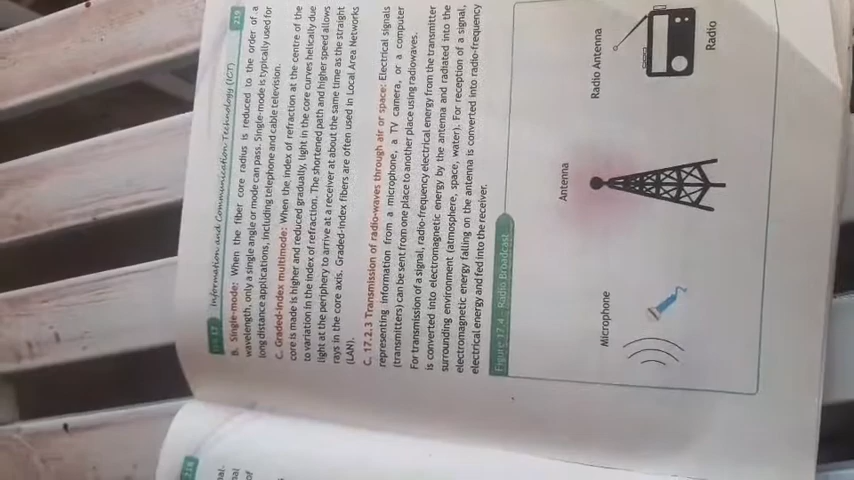 Information and Communication Technology (ICT)
219
B. Single-mode: When the fiber core radius is reduced to the order of a
wavelength, only a single angle or mode can pass. Single-mode is typically used for
long distance applications, including telephone and cable television.
C. Graded-index multimode: When the index of refraction at the centre of the
core is made is higher and reduced gradually, light in the core curves helically due
to variation in the index of refraction. The shortened path and higher speed allows
light at the periphery to arrive at a receiver at about the same time as the straight
rays in the core axis. Graded-index fibers are often used in Local Area Networks
(LAN).
C. 17.2.3 Transmission of radio-waves through air or space: Electrical signals
representing information from a microphone, a TV camera, or a computer
(transmitters) can be sent from one place to another place using radiowaves.
For transmission of a signal, radio-frequency electrical energy from the transmitter
is converted into electromagnetic energy by the antenna and radiated into the
surrounding environment (atmosphere, space, water). For reception of a signal,
electromagnetic energy falling on the antenna is converted into radio-frequency
electrical energy and fed into the receiver.
Figure 17.4 – Radio Broadcast
Microphone
Antenna
Radio Antenna
Radio
218